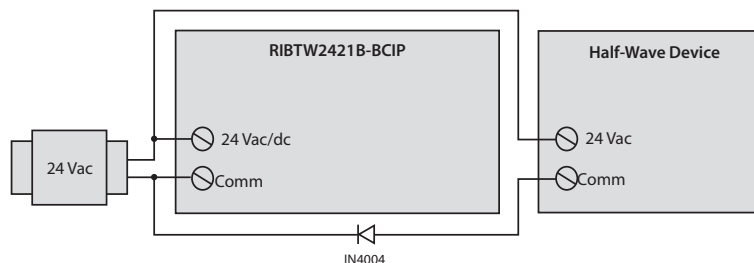 RIBTW2421B-BCIP
Half-Wave Device
24 Vac/dc
24 Vac
24 Vac
Comm
Comm
IN4004